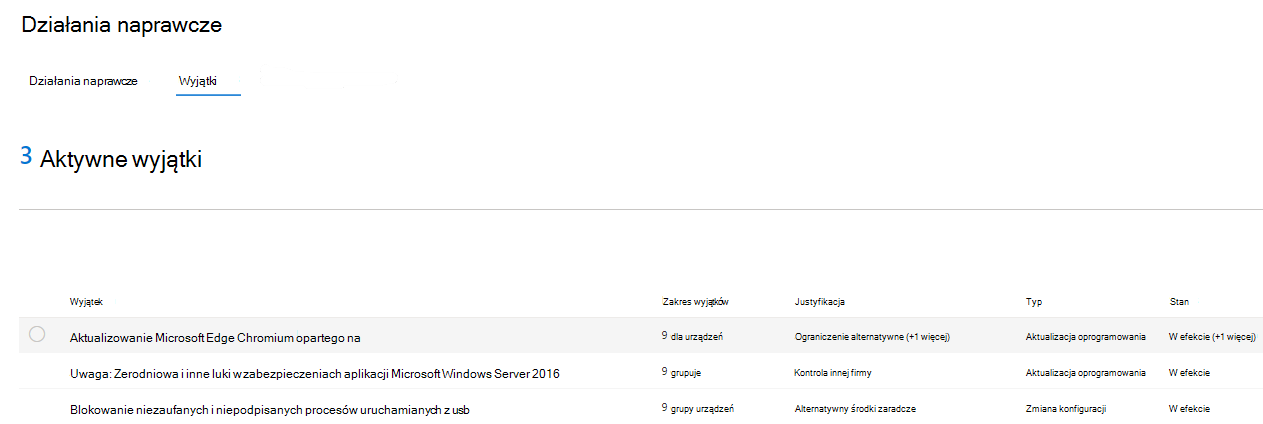 Działania naprawcze
Działania naprawcze Wyjątki
3 Aktywne wyjątki
Wyjątek Zakres wyjątków Justyfikacja Typ Stan
Aktualizowanie Microsoft Edge Chromium opartego na 9 dla urządzeń Ograniczenie alternatywne (+1 więcej) Aktualizacja oprogramowania W efekcie (+1 więcej)
Uwaga: Zerodniowa i inne luki w zabezpieczeniach aplikacji Microsoft Windows Server 2016 9 grupuje Kontrola innej firmy Aktualizacja oprogramowania W efekcie
Blokowanie niezaufanych i niepodpisanych procesów uruchamianych z usb 9 grupy urządzeń Alternatywny środki zaradcze Zmiana konfiguracji W efekcie